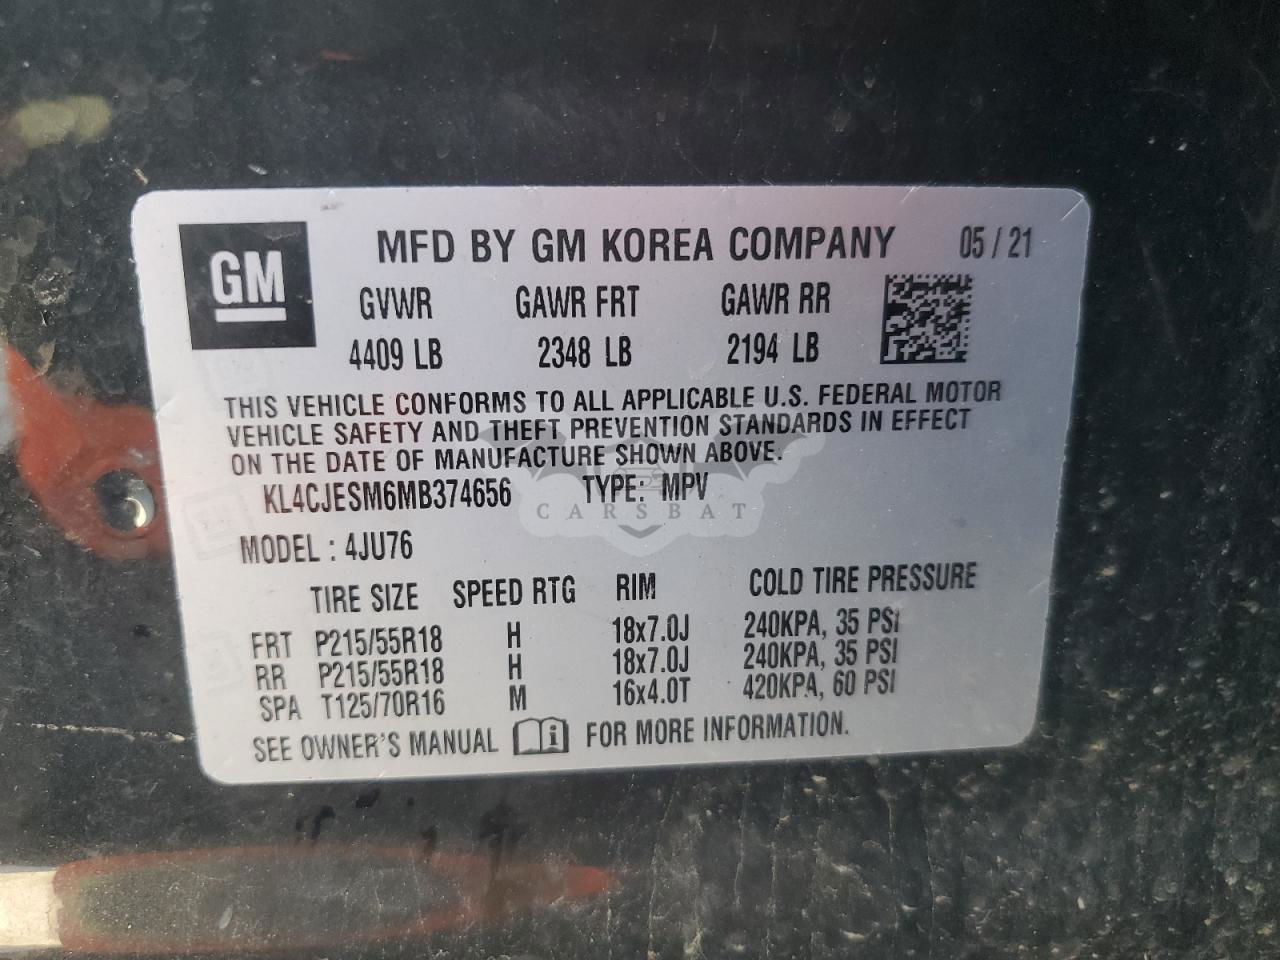 GM
MFD BY GM KOREA COMPANY 05 / 21
GVWR GAWR FRT GAWR RR
4409 LB 2348 LB 2194 LB
THIS VEHICLE CONFORMS TO ALL APPLICABLE U.S. FEDERAL MOTOR
VEHICLE SAFETY AND THEFT PREVENTION STANDARDS IN EFFECT
ON THE DATE OF MANUFACTURE SHOWN ABOVE.
KL4CJESM6MB374656 TYPE: MPV
CARSBAT
MODEL : 4JU76
TIRE SIZE SPEED RTG RIM COLD TIRE PRESSURE
FRT P215/55R18 H 18x7.0J 240KPA, 35 PSI
RR P215/55R18 H 18x7.0J 240KPA, 35 PSI
SPA T125/70R16 M 16x4.0T 420KPA, 60 PSI
SEE OWNER'S MANUAL i FOR MORE INFORMATION.